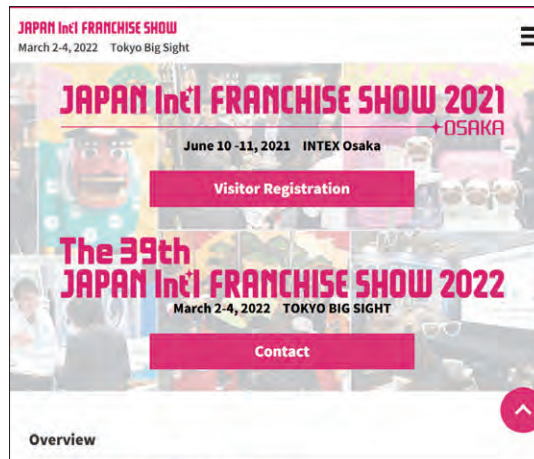 JAPAN Int'l FRANCHISE SHOW
March 2-4, 2022 Tokyo Big Sight
JAPAN Int'l FRANCHISE SHOW 2021
OSAKA
June 10 -11, 2021 INTEX Osaka
Visitor Registration
The 39th
JAPAN Int'l FRANCHISE SHOW 2022
March 2-4, 2022 TOKYO BIG SIGHT
Contact
Overview